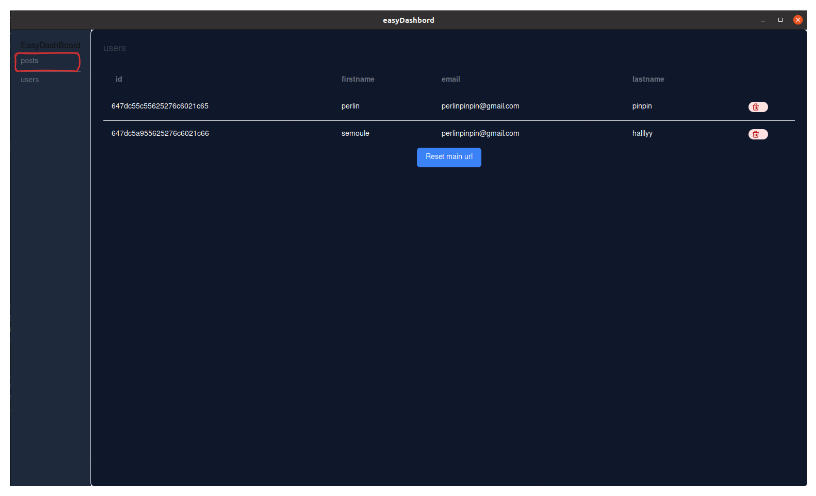 easyDashbord
EasyDashBoard
posts
users
users
id firstname email lastname
647dc55c55625276c6021c65 perlin perlinpinpin@gmail.com pinpin
647dc5a955625276c6021c66 semoule perlinpinpin@gmail.com halflyy
Reset main url